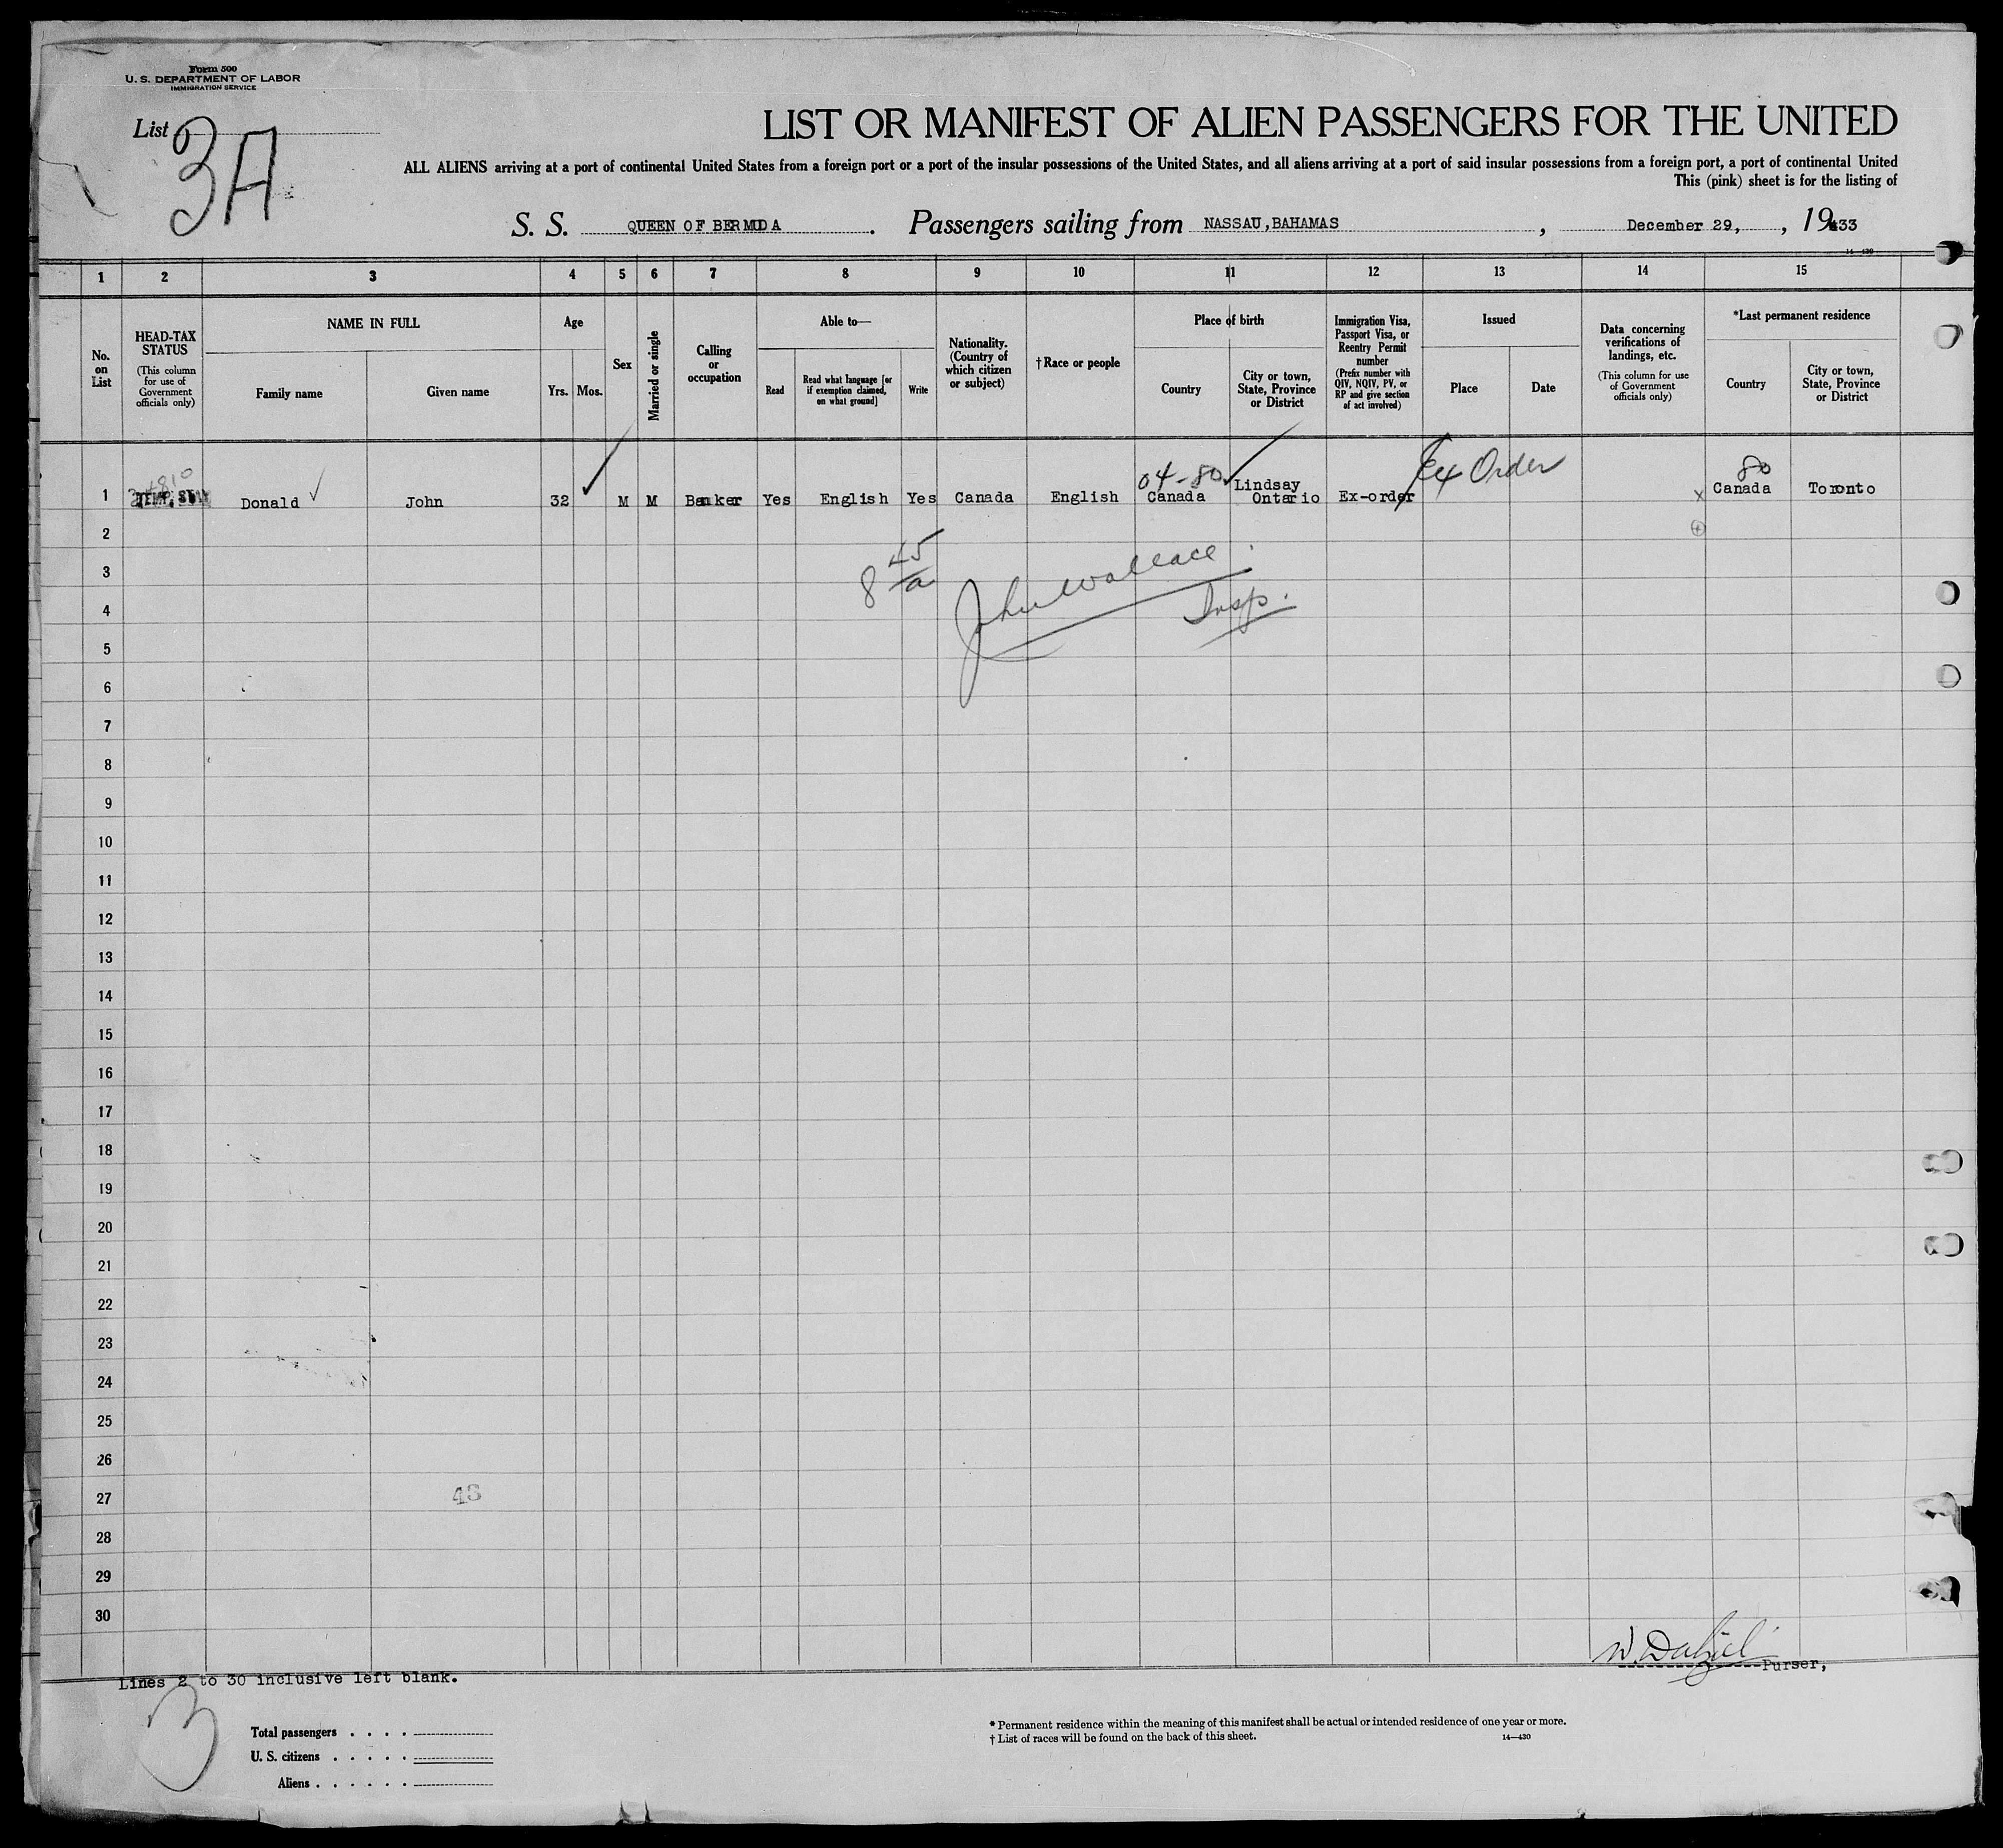 Form 500
U. S. DEPARTMENT OF LABOR
IMMIGRATION SERVICE
List 3A
LIST OR MANIFEST OF ALIEN PASSENGERS FOR THE UNITED
ALL ALIENS arriving at a port of continental United States from a foreign port or a port of the insular possessions of the United States, and all aliens arriving at a port of said insular possessions from a foreign port, a port of continental United
This (pink) sheet is for the listing of
S. S. QUEEN OF BERMUDA. Passengers sailing from NASSAU, BAHAMAS, December 29, , 1933
14-430
1 2 3 4 5 6 7 8 9 10 11 12 13 14 15
No. on List
HEAD-TAX STATUS
(This column for use of Government officials only)
NAME IN FULL
Family name
Given name
Age
Yrs. Mos.
Sex
Married or single
Calling or occupation
Able to—
Read
Read what language [or if exemption claimed, on what ground]
Write
Nationality. (Country of which citizen or subject)
†Race or people
Place of birth
Country
City or town, State, Province or District
Immigration Visa, Passport Visa, or Reentry Permit number
(Prefix number with QIV, NQIV, PV, or RP and give section of act involved)
Issued
Place
Date
Data concerning verifications of landings, etc.
(This column for use of Government officials only)
*Last permanent residence
Country
City or town, State, Province or District
04-80 Ex Order 80
1 Donald John 32 M M Banker Yes English Yes Canada English Canada Lindsay Ontario Ex-order x Canada Toronto
2
3 8 45/a John Wallace
4 Insp.
5
6
7
8
9
10
11
12
13
14
15
16
17
18
19
20
21
22
23
24
25
26
27 48
28
29
30
Purser,
Lines 2 to 30 inclusive left blank.
3
Total passengers . . . .
U. S. citizens . . . . .
Aliens . . . . . .
* Permanent residence within the meaning of this manifest shall be actual or intended residence of one year or more.
† List of races will be found on the back of this sheet. 14—430